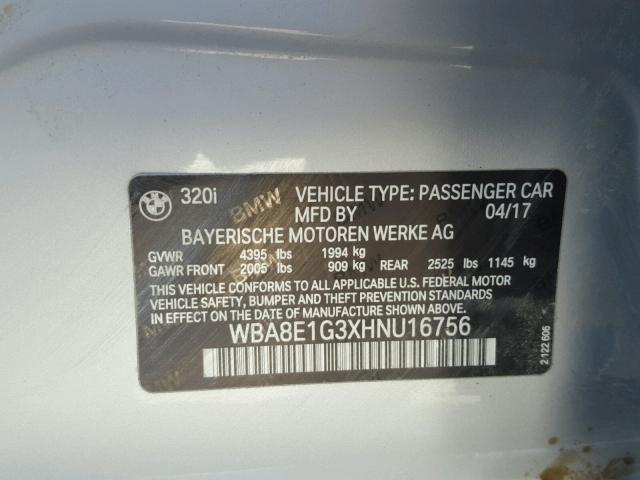 320i VEHICLE TYPE: PASSENGER CAR
BMW MFD BY 04/17
BAYERISCHE MOTOREN WERKE AG
GVWR 4395 lbs 1994 kg
GAWR FRONT 2005 lbs 909 kg REAR 2525 lbs 1145 kg
THIS VEHICLE CONFORMS TO ALL APPLICABLE U.S. FEDERAL MOTOR
VEHICLE SAFETY, BUMPER AND THEFT PREVENTION STANDARDS
IN EFFECT ON THE DATE OF MANUFACTURE SHOWN ABOVE.
WBA8E1G3XHNU16756
2 122 606